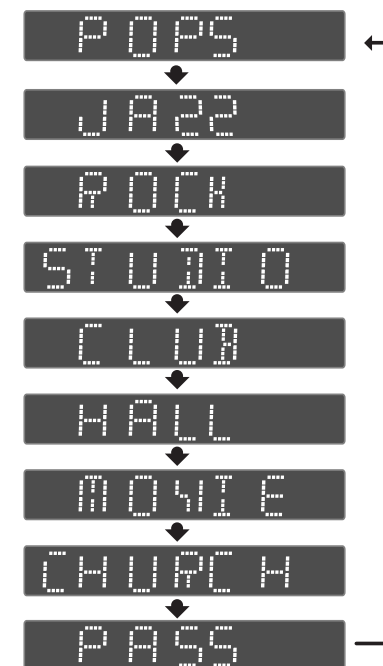 POPS
JAZZ
ROCK
STUDIO
CLUB
HALL
MOVIE
CHURCH
PASS